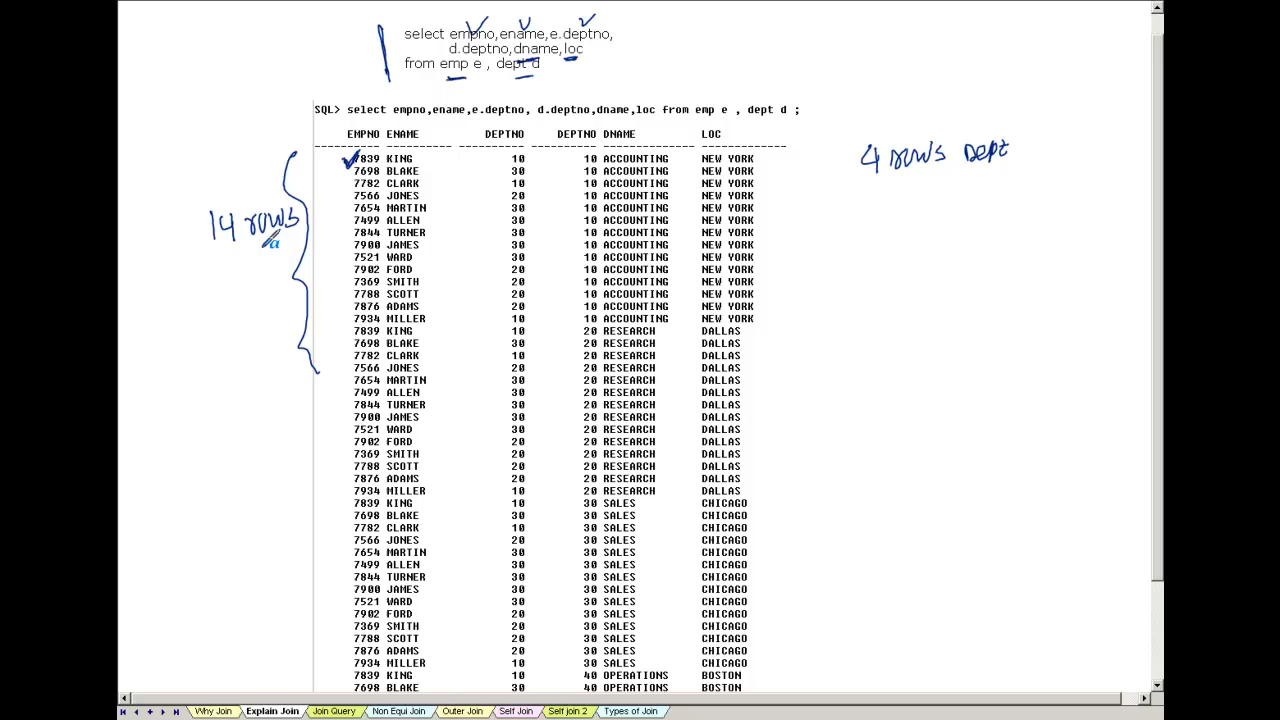 select empno,ename,e.deptno,
d.deptno,dname,loc
from emp e , dept d
SQL> select empno,ename,e.deptno, d.deptno,dname,loc from emp e , dept d ;
EMPNO ENAME DEPTNO DEPTNO DNAME LOC
---------- ---------- ---------- ---------- -------------- -------------
7839 KING 10 10 ACCOUNTING NEW YORK
7698 BLAKE 30 10 ACCOUNTING NEW YORK
7782 CLARK 10 10 ACCOUNTING NEW YORK
7566 JONES 20 10 ACCOUNTING NEW YORK
7654 MARTIN 30 10 ACCOUNTING NEW YORK
7499 ALLEN 30 10 ACCOUNTING NEW YORK
7844 TURNER 30 10 ACCOUNTING NEW YORK
7900 JAMES 30 10 ACCOUNTING NEW YORK
7521 WARD 30 10 ACCOUNTING NEW YORK
7902 FORD 20 10 ACCOUNTING NEW YORK
7369 SMITH 20 10 ACCOUNTING NEW YORK
7788 SCOTT 20 10 ACCOUNTING NEW YORK
7876 ADAMS 20 10 ACCOUNTING NEW YORK
7934 MILLER 10 10 ACCOUNTING NEW YORK
7839 KING 10 20 RESEARCH DALLAS
7698 BLAKE 30 20 RESEARCH DALLAS
7782 CLARK 10 20 RESEARCH DALLAS
7566 JONES 20 20 RESEARCH DALLAS
7654 MARTIN 30 20 RESEARCH DALLAS
7499 ALLEN 30 20 RESEARCH DALLAS
7844 TURNER 30 20 RESEARCH DALLAS
7900 JAMES 30 20 RESEARCH DALLAS
7521 WARD 30 20 RESEARCH DALLAS
7902 FORD 20 20 RESEARCH DALLAS
7369 SMITH 20 20 RESEARCH DALLAS
7788 SCOTT 20 20 RESEARCH DALLAS
7876 ADAMS 20 20 RESEARCH DALLAS
7934 MILLER 10 20 RESEARCH DALLAS
7839 KING 10 30 SALES CHICAGO
7698 BLAKE 30 30 SALES CHICAGO
7782 CLARK 10 30 SALES CHICAGO
7566 JONES 20 30 SALES CHICAGO
7654 MARTIN 30 30 SALES CHICAGO
7499 ALLEN 30 30 SALES CHICAGO
7844 TURNER 30 30 SALES CHICAGO
7900 JAMES 30 30 SALES CHICAGO
7521 WARD 30 30 SALES CHICAGO
7902 FORD 20 30 SALES CHICAGO
7369 SMITH 20 30 SALES CHICAGO
7788 SCOTT 20 30 SALES CHICAGO
7876 ADAMS 20 30 SALES CHICAGO
7934 MILLER 10 30 SALES CHICAGO
7839 KING 10 40 OPERATIONS BOSTON
7698 BLAKE 30 40 OPERATIONS BOSTON
14 rows
4 rows Dept
Why Join Explain Join Join Query Non Equi Join Outer Join Self Join Self join 2 Types of Join